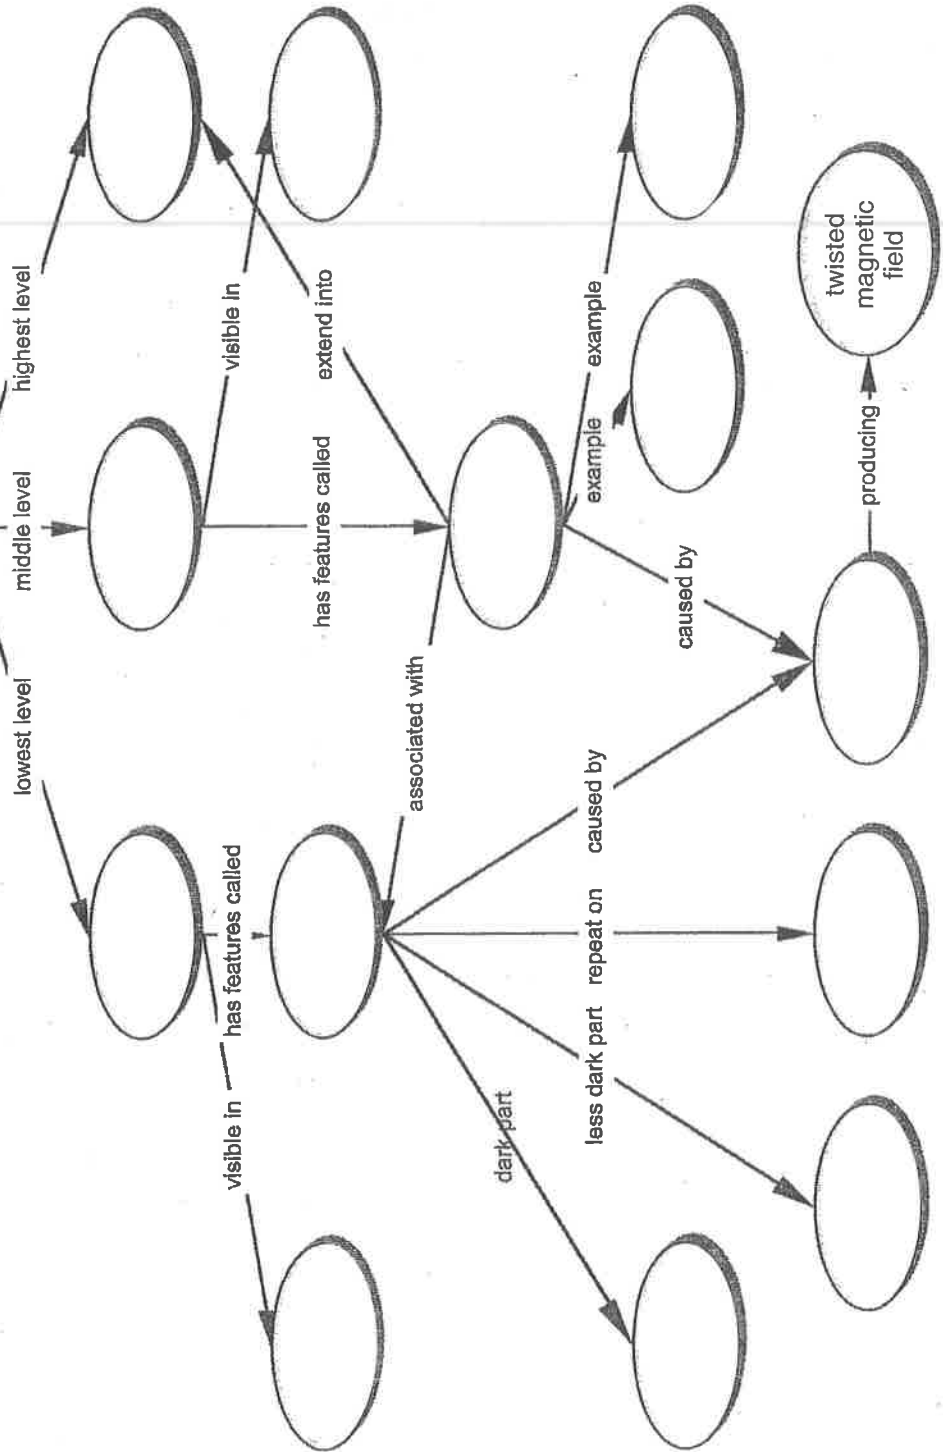 lowest level
middle level
highest level
visible in
has features called
visible in
has features called
extend into
associated with
dark part
less dark part
repeat on
caused by
example
example
caused by
producing
twisted
magnetic
field